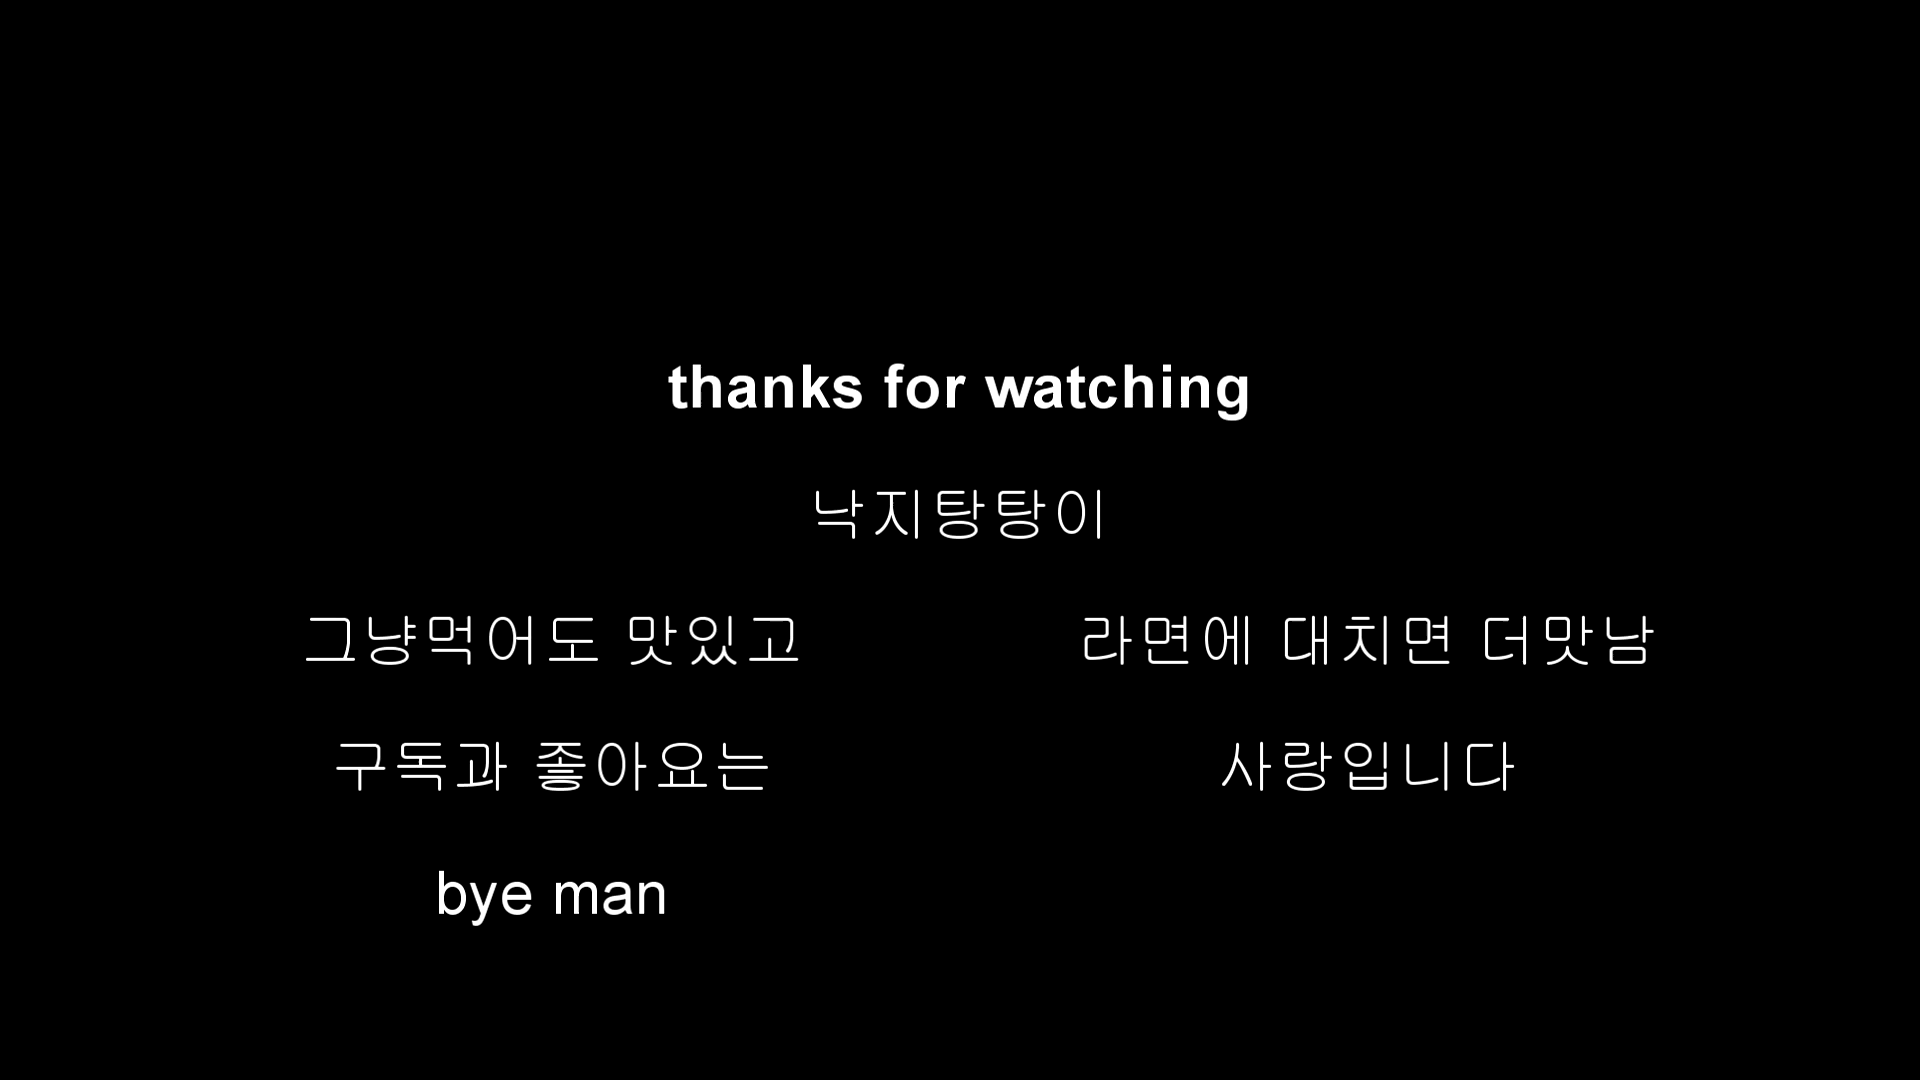 thanks for watching
낙지탕탕이
그냥먹어도 맛있고 라면에 대치면 더맛남
구독과 좋아요는 사랑입니다
bye man